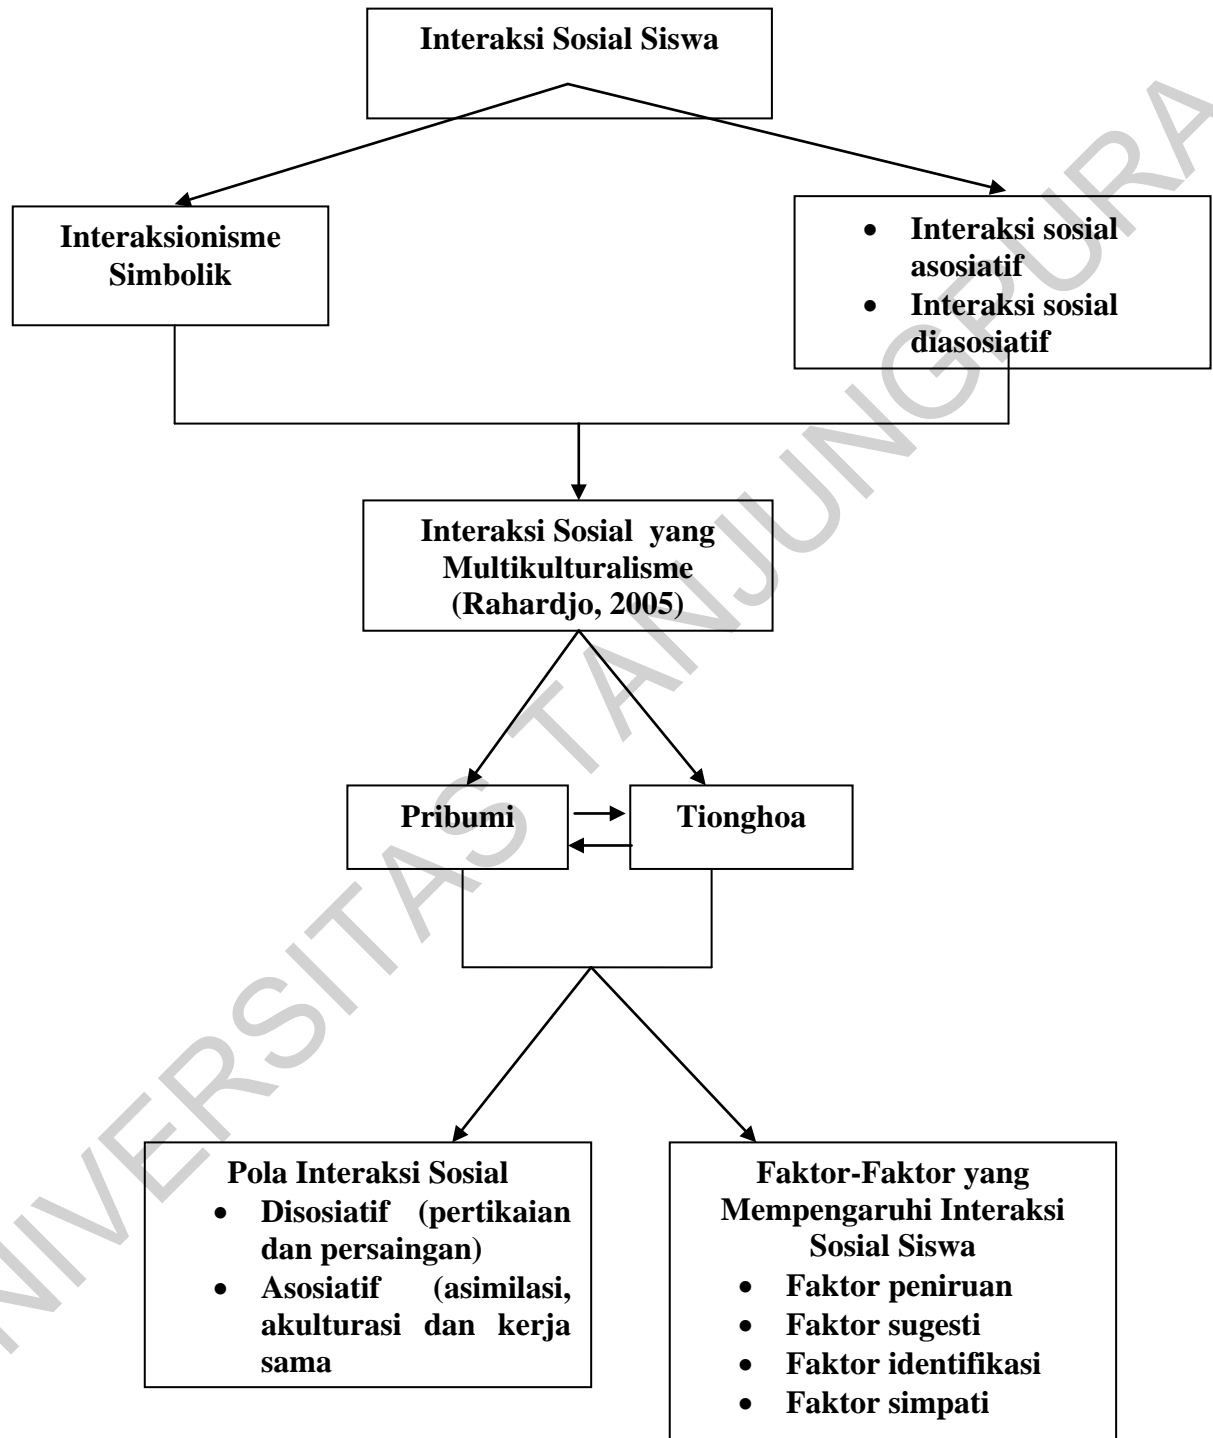 Interaksi Sosial Siswa
Interaksionisme
Simbolik
• Interaksi sosial
asosiatif
• Interaksi sosial
diasosiatif
Interaksi Sosial yang
Multikulturalisme
(Rahardjo, 2005)
Pribumi
Tionghoa
Pola Interaksi Sosial
• Disosiatif (pertikaian
dan persaingan)
• Asosiatif (asimilasi,
akulturasi dan kerja
sama
Faktor-Faktor yang
Mempengaruhi Interaksi
Sosial Siswa
• Faktor peniruan
• Faktor sugesti
• Faktor identifikasi
• Faktor simpati
NIVERSITAS TANJUNGPURA